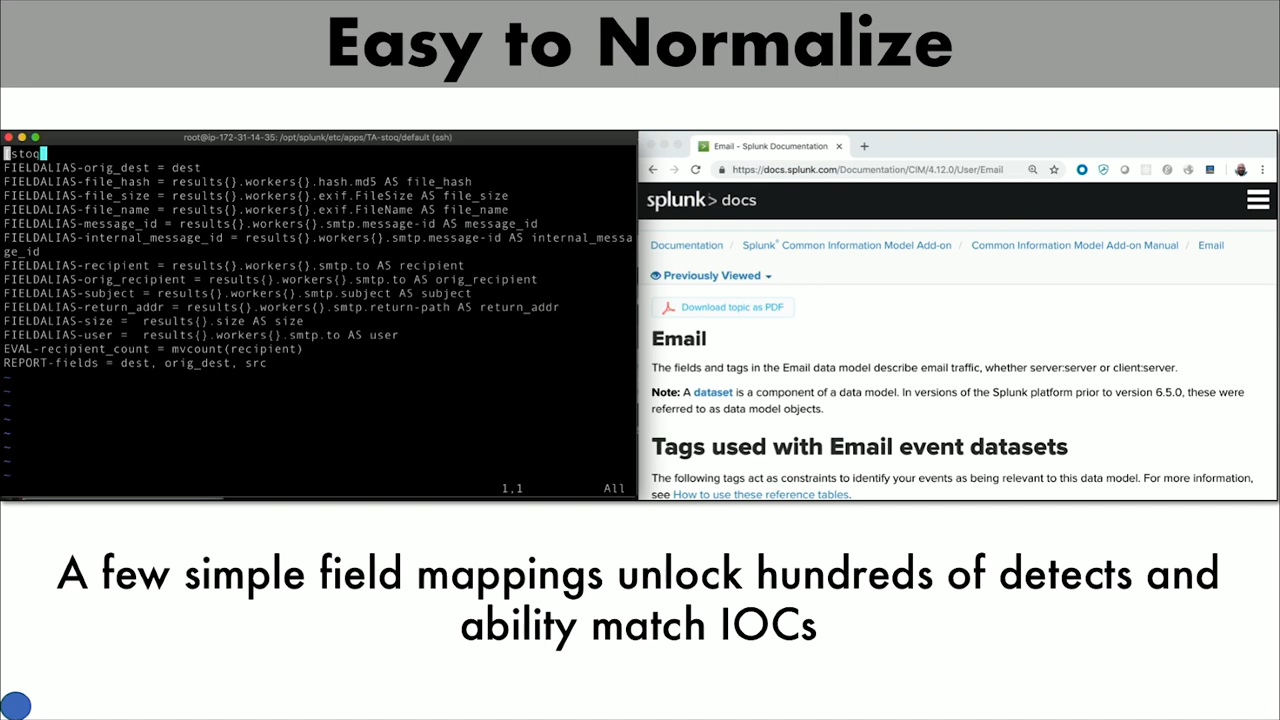 Easy to Normalize
root@ip-172-31-14-35: /opt/splunk/etc/apps/TA-stoq/default (ssh)
[stoq]
FIELDALIAS-orig_dest = dest
FIELDALIAS-file_hash = results{}.workers{}.hash.md5 AS file_hash
FIELDALIAS-file_size = results{}.workers{}.exif.FileSize AS file_size
FIELDALIAS-file_name = results{}.workers{}.exif.FileName AS file_name
FIELDALIAS-message_id = results{}.workers{}.smtp.message-id AS message_id
FIELDALIAS-internal_message_id = results{}.workers{}.smtp.message-id AS internal_messa
ge_id
FIELDALIAS-recipient = results{}.workers{}.smtp.to AS recipient
FIELDALIAS-orig_recipient = results{}.workers{}.smtp.to AS orig_recipient
FIELDALIAS-subject = results{}.workers{}.smtp.subject AS subject
FIELDALIAS-return_addr = results{}.workers{}.smtp.return-path AS return_addr
FIELDALIAS-size =  results{}.size AS size
FIELDALIAS-user =  results{}.workers{}.smtp.to AS user
EVAL-recipient_count = mvcount(recipient)
REPORT-fields = dest, orig_dest, src
~
~
~
~
~
~
~
~
1,1 All
Email - Splunk Documentation
https://docs.splunk.com/Documentation/CIM/4.12.0/User/Email
splunk> docs
Documentation / Splunk® Common Information Model Add-on / Common Information Model Add-on Manual / Email
Previously Viewed
Download topic as PDF
Email
The fields and tags in the Email data model describe email traffic, whether server:server or client:server.
Note: A dataset is a component of a data model. In versions of the Splunk platform prior to version 6.5.0, these were
referred to as data model objects.
Tags used with Email event datasets
The following tags act as constraints to identify your events as being relevant to this data model. For more information,
see How to use these reference tables.
A few simple field mappings unlock hundreds of detects and
ability match IOCs